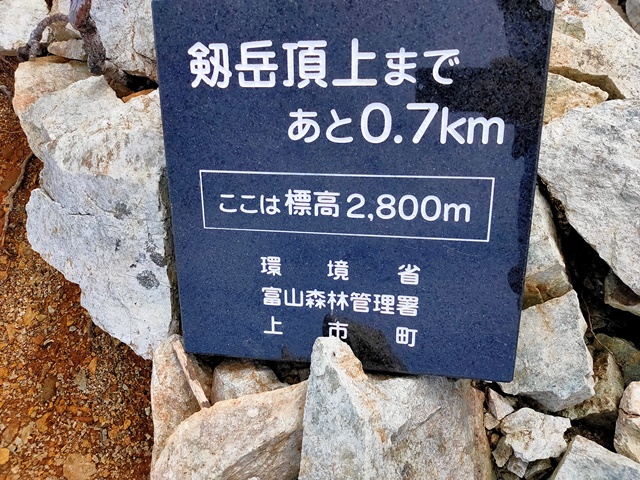 剱岳頂上まで
あと0.7km
ここは標高2,800m
環境省
富山森林管理署
上市町